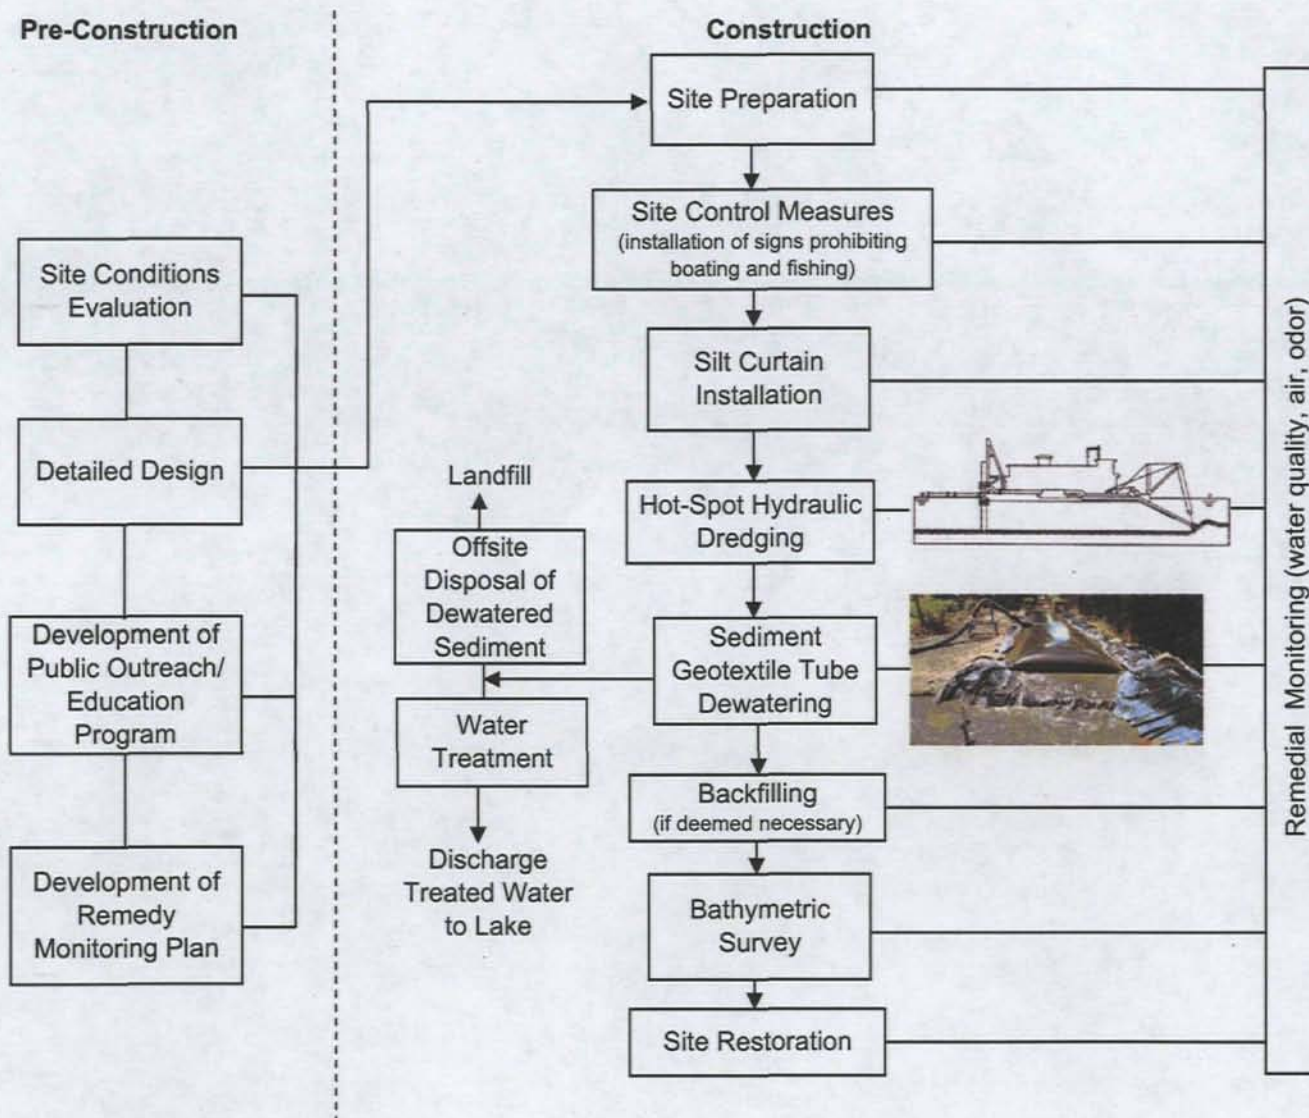 Pre-Construction
Site Conditions
Evaluation
Detailed Design
Development of
Public Outreach/
Education
Program
Development of
Remedy
Monitoring Plan
Construction
Site Preparation
Site Control Measures
(installation of signs prohibiting
boating and fishing)
Silt Curtain
Installation
Hot-Spot Hydraulic
Dredging
Sediment
Geotextile Tube
Dewatering
Landfill
Offsite
Disposal of
Dewatered
Sediment
Water
Treatment
Discharge
Treated Water
to Lake
Backfilling
(if deemed necessary)
Bathymetric
Survey
Site Restoration
Remedial Monitoring (water quality, air, odor)